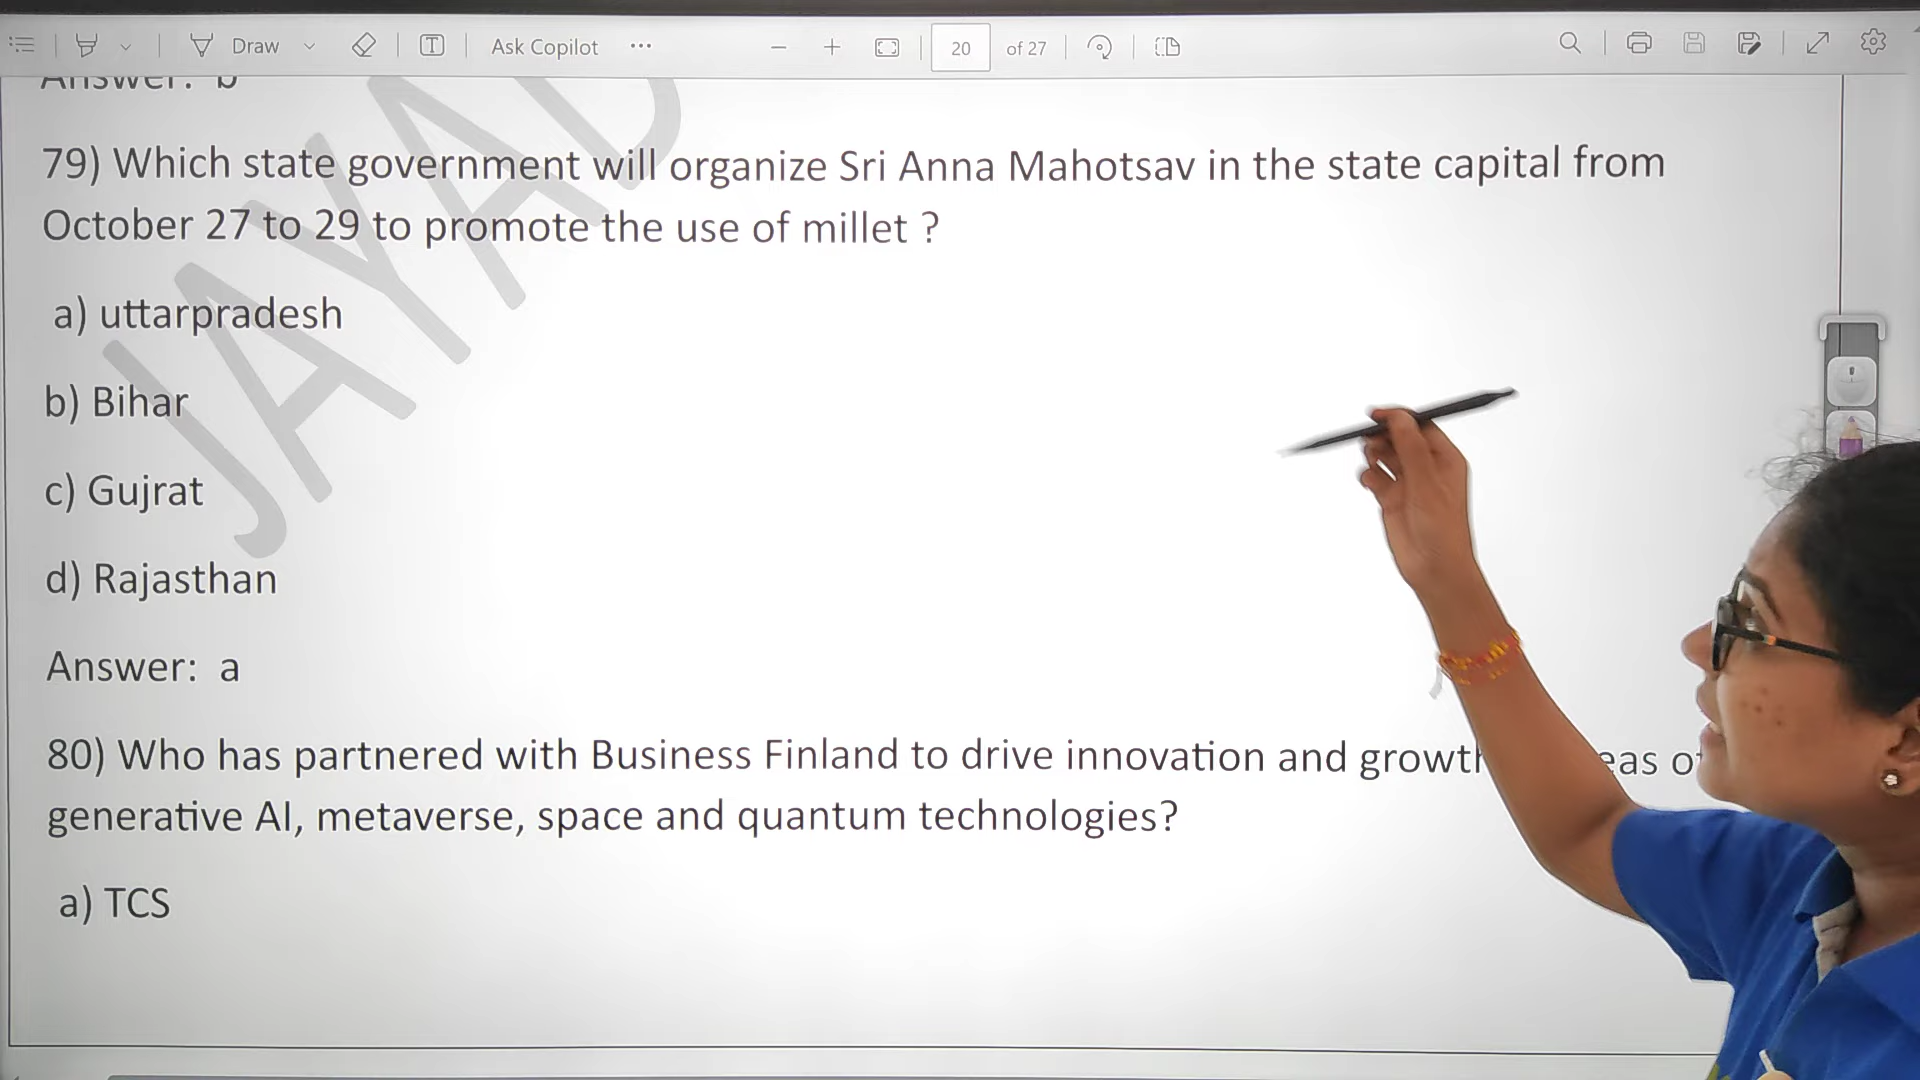 Draw
Ask Copilot
20 of 27
Answer: b
79) Which state government will organize Sri Anna Mahotsav in the state capital from
October 27 to 29 to promote the use of millet ?
a) uttarpradesh
b) Bihar
c) Gujrat
d) Rajasthan
Answer: a
80) Who has partnered with Business Finland to drive innovation and growth
generative AI, metaverse, space and quantum technologies?
a) TCS